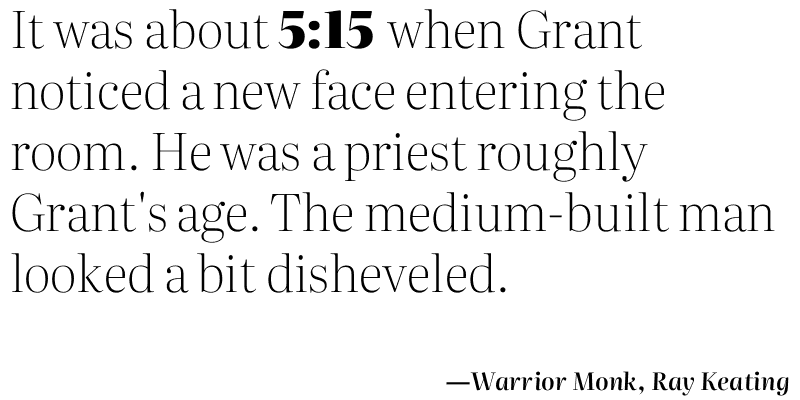 It was about 5:15 when Grant
noticed a new face entering the
room. He was a priest roughly
Grant's age. The medium-built man
looked a bit disheveled.
—Warrior Monk, Ray Keating